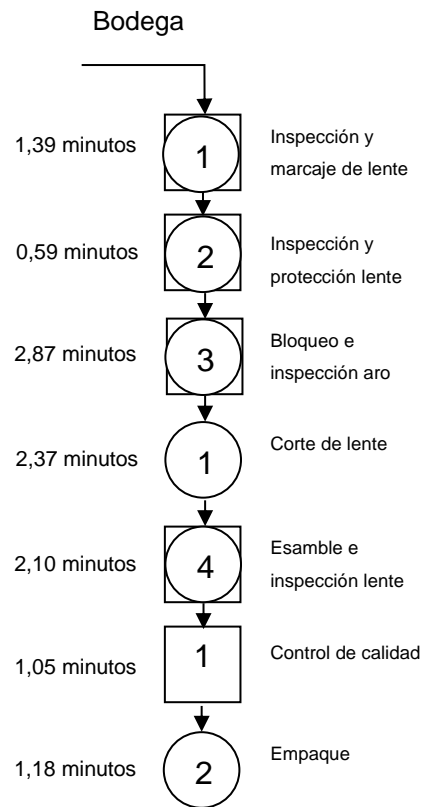 Bodega
1,39 minutos
1
Inspección y
marcaje de lente
0,59 minutos
2
Inspección y
protección lente
2,87 minutos
3
Bloqueo e
inspección aro
2,37 minutos
1
Corte de lente
2,10 minutos
4
Esamble e
inspección lente
1,05 minutos
1
Control de calidad
1,18 minutos
2
Empaque